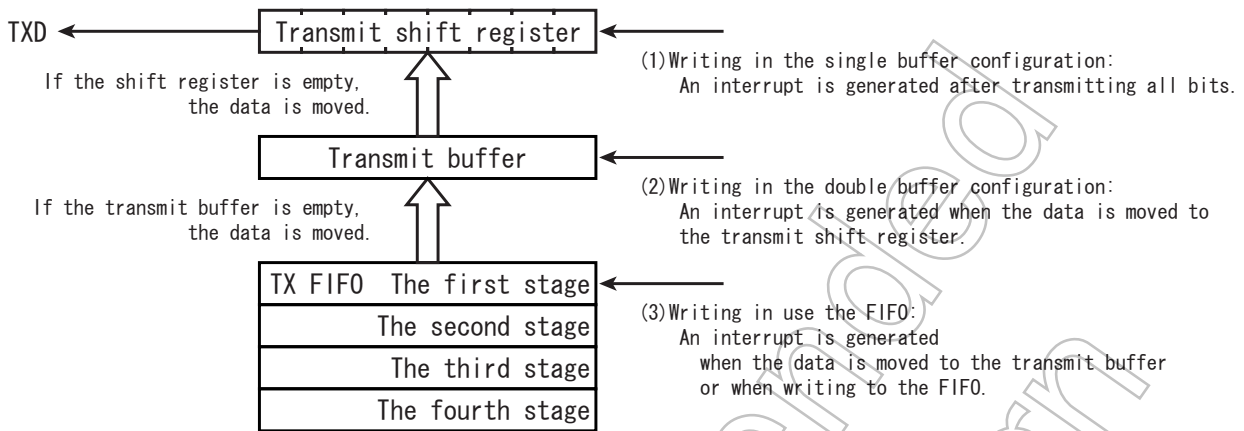 TXD
Transmit shift register
(1)Writing in the single buffer configuration:
An interrupt is generated after transmitting all bits.
If the shift register is empty,
the data is moved.
Transmit buffer
(2)Writing in the double buffer configuration:
An interrupt is generated when the data is moved to
the transmit shift register.
If the transmit buffer is empty,
the data is moved.
TX FIFO The first stage
The second stage
The third stage
The fourth stage
(3)Writing in use the FIFO:
An interrupt is generated
when the data is moved to the transmit buffer
or when writing to the FIFO.